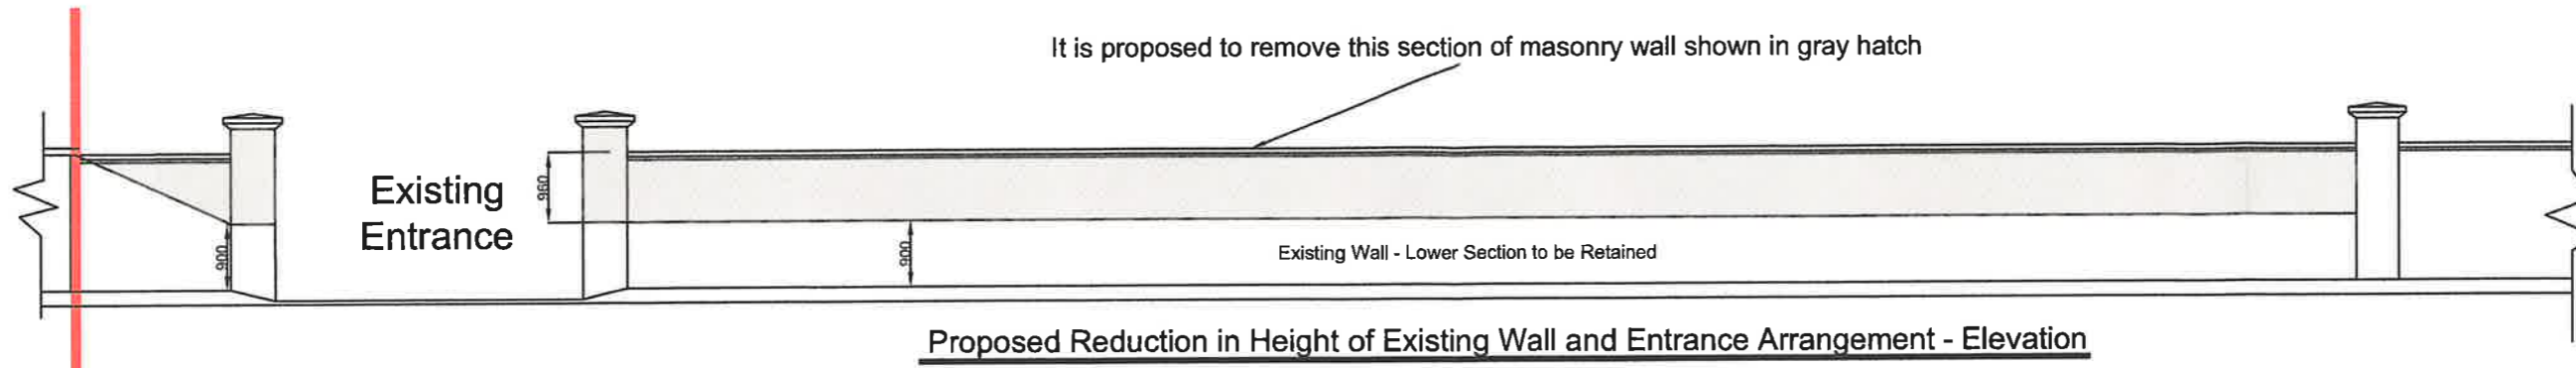 It is proposed to remove this section of masonry wall shown in gray hatch
Existing
Entrance
960
900
900
Existing Wall - Lower Section to be Retained
Proposed Reduction in Height of Existing Wall and Entrance Arrangement - Elevation